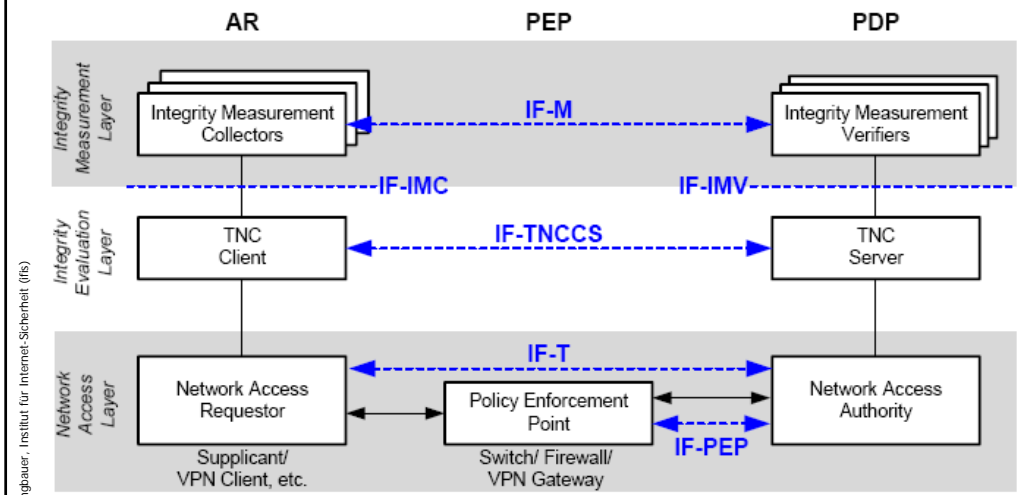 AR PEP PDP
Integrity
Measurement
Layer
Integrity Measurement
Collectors
IF-M
Integrity Measurement
Verifiers
IF-IMC
IF-IMV
Integrity
Evaluation
Layer
TNC
Client
IF-TNCCS
TNC
Server
Network
Access
Layer
Network Access
Requestor
IF-T
Policy Enforcement
Point
Network Access
Authority
IF-PEP
Supplicant/
VPN Client, etc.
Switch/ Firewall/
VPN Gateway
Institut für Internet-Sicherheit (ifis)